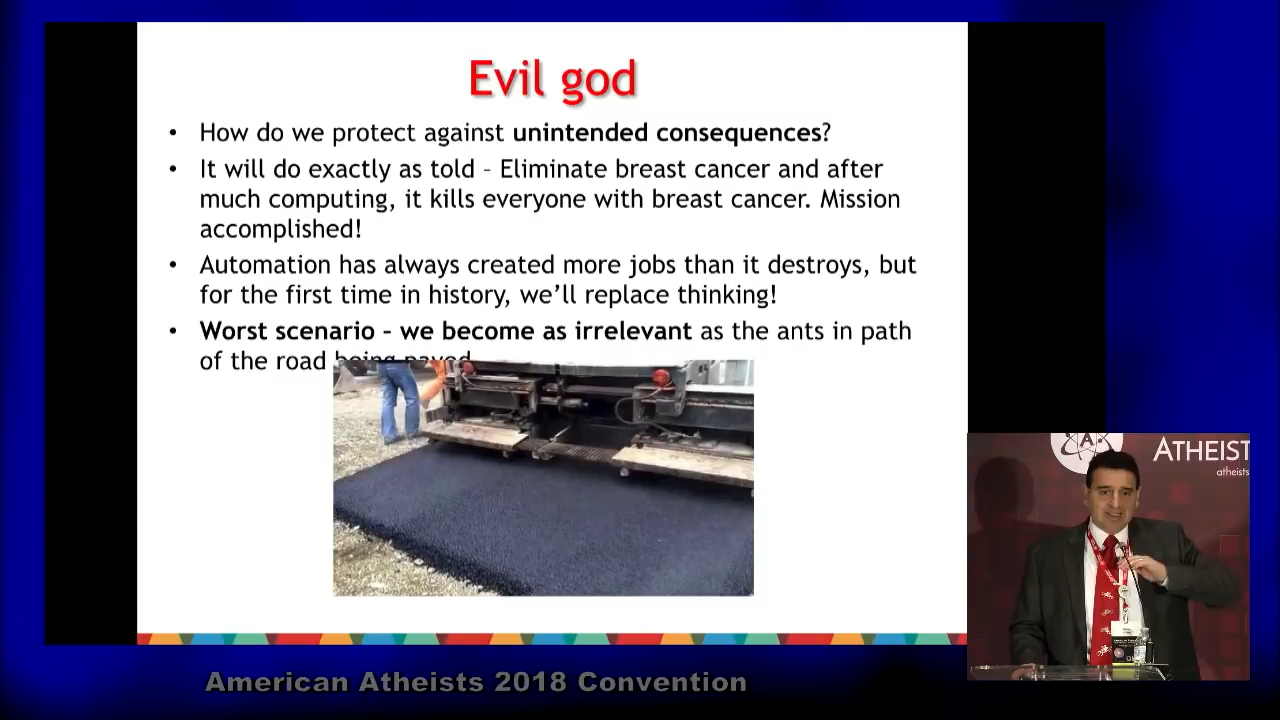 Evil god
• How do we protect against unintended consequences?
• It will do exactly as told – Eliminate breast cancer and after
much computing, it kills everyone with breast cancer. Mission
accomplished!
• Automation has always created more jobs than it destroys, but
for the first time in history, we’ll replace thinking!
• Worst scenario – we become as irrelevant as the ants in path
of the road being paved
A
ATHEIST
atheists
American Atheists 2018 Convention